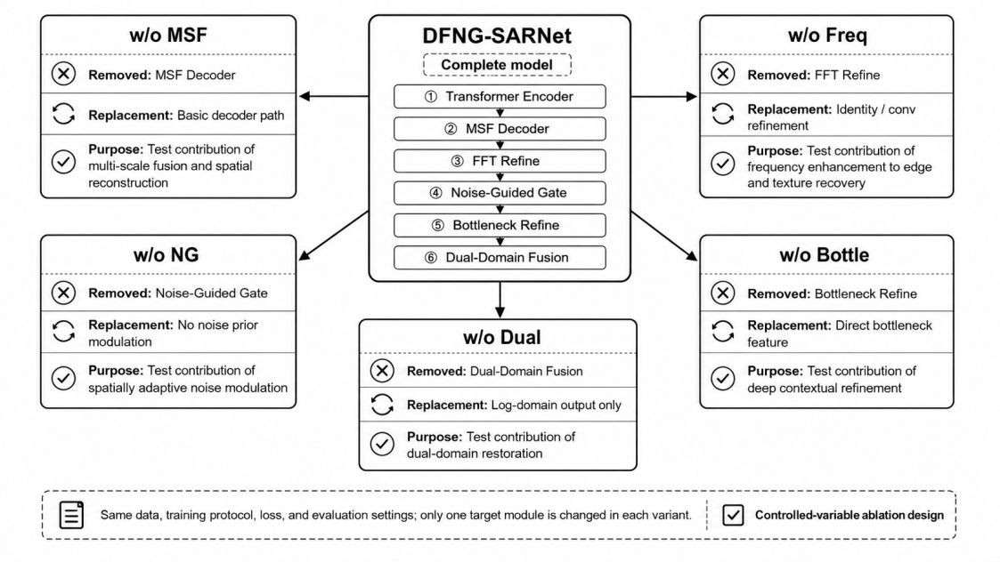 w/o MSF
Removed: MSF Decoder
Replacement: Basic decoder path
Purpose: Test contribution of
multi-scale fusion and spatial
reconstruction
DFNG-SARNet
Complete model
① Transformer Encoder
② MSF Decoder
③ FFT Refine
④ Noise-Guided Gate
⑤ Bottleneck Refine
⑥ Dual-Domain Fusion
w/o Freq
Removed: FFT Refine
Replacement: Identity / conv
refinement
Purpose: Test contribution of
frequency enhancement to edge
and texture recovery
w/o NG
Removed: Noise-Guided Gate
Replacement: No noise prior
modulation
Purpose: Test contribution of
spatially adaptive noise modulation
w/o Dual
Removed: Dual-Domain Fusion
Replacement: Log-domain output only
Purpose: Test contribution of
dual-domain restoration
w/o Bottle
Removed: Bottleneck Refine
Replacement: Direct bottleneck
feature
Purpose: Test contribution of
deep contextual refinement
Same data, training protocol, loss, and evaluation settings; only one target module is changed in each variant.
Controlled-variable ablation design